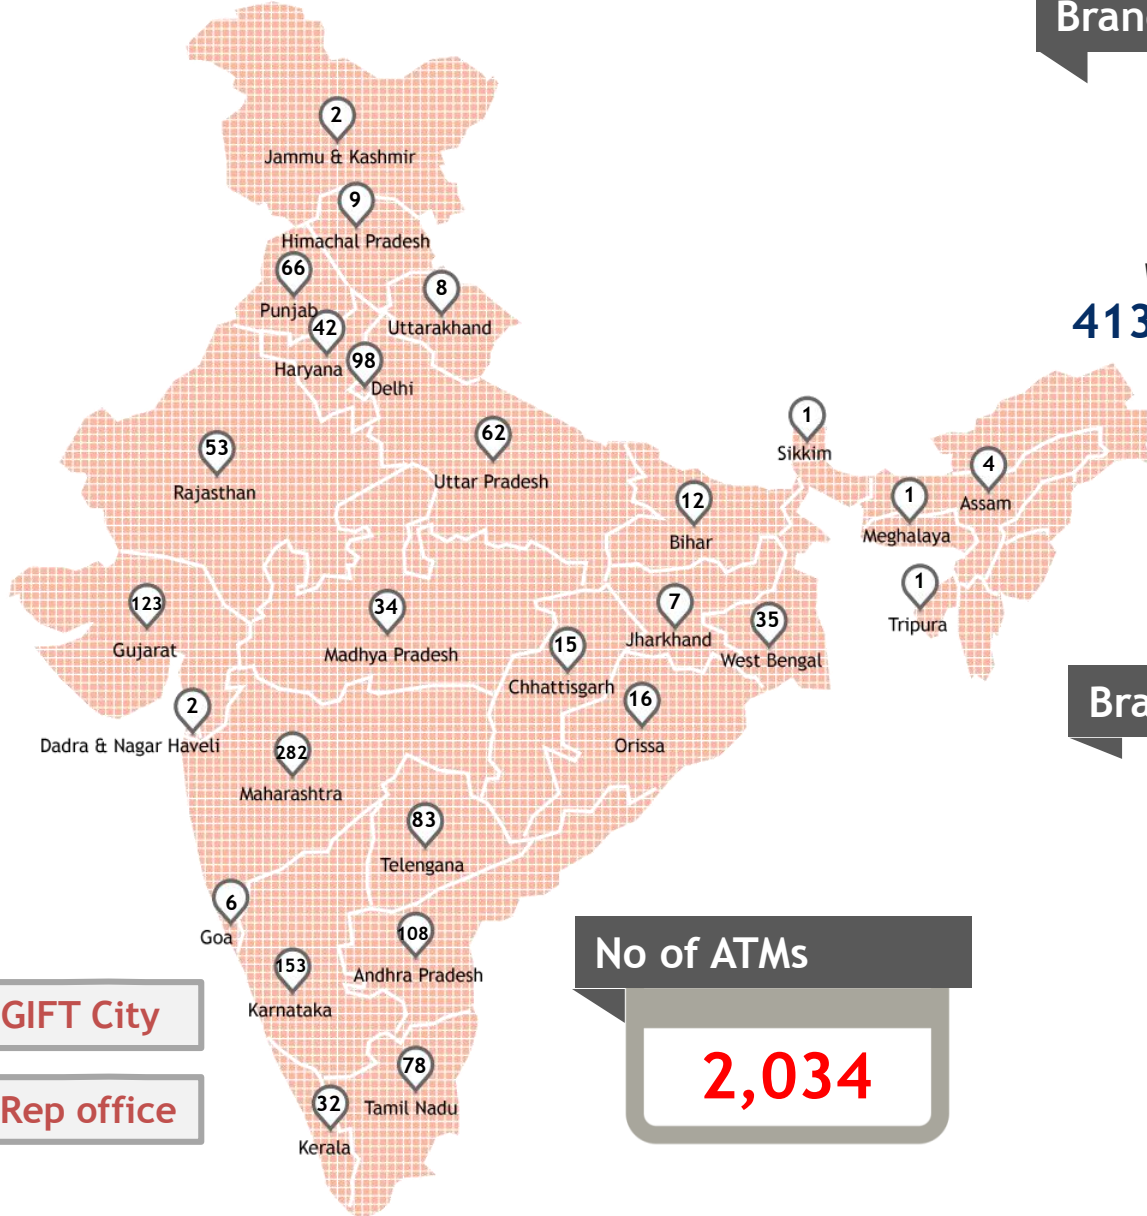 Bran
2
Jammu & Kashmir
9
Himachal Pradesh
66
Punjab
8
Uttarakhand
42
Haryana
98
Delhi
413
53
Rajasthan
62
Uttar Pradesh
1
Sikkim
4
Assam
1
Meghalaya
12
Bihar
1
Tripura
123
Gujarat
34
Madhya Pradesh
7
Jharkhand
35
West Bengal
15
Chhattisgarh
16
Orissa
Bra
2
Dadra & Nagar Haveli
282
Maharashtra
83
Telengana
6
Goa
108
Andhra Pradesh
153
Karnataka
No of ATMs
2,034
GIFT City
Rep office
78
Tamil Nadu
32
Kerala